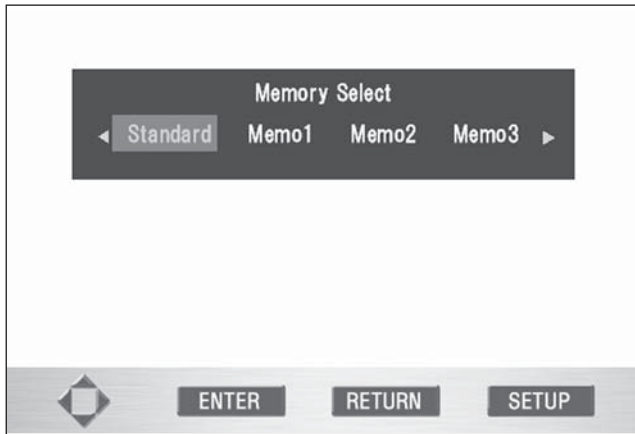 Memory Select
Standard Memo1 Memo2 Memo3
ENTER RETURN SETUP